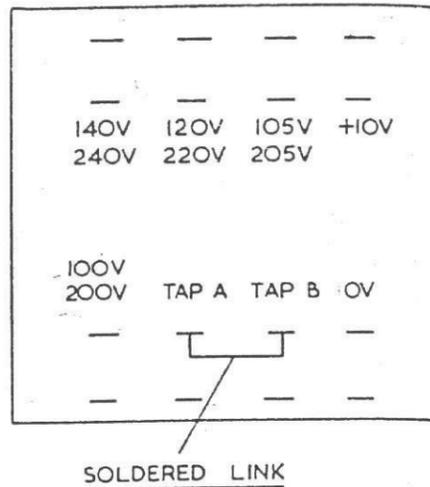 140V 120V 105V +10V
240V 220V 205V
100V
200V TAP A TAP B 0V
SOLDERED LINK